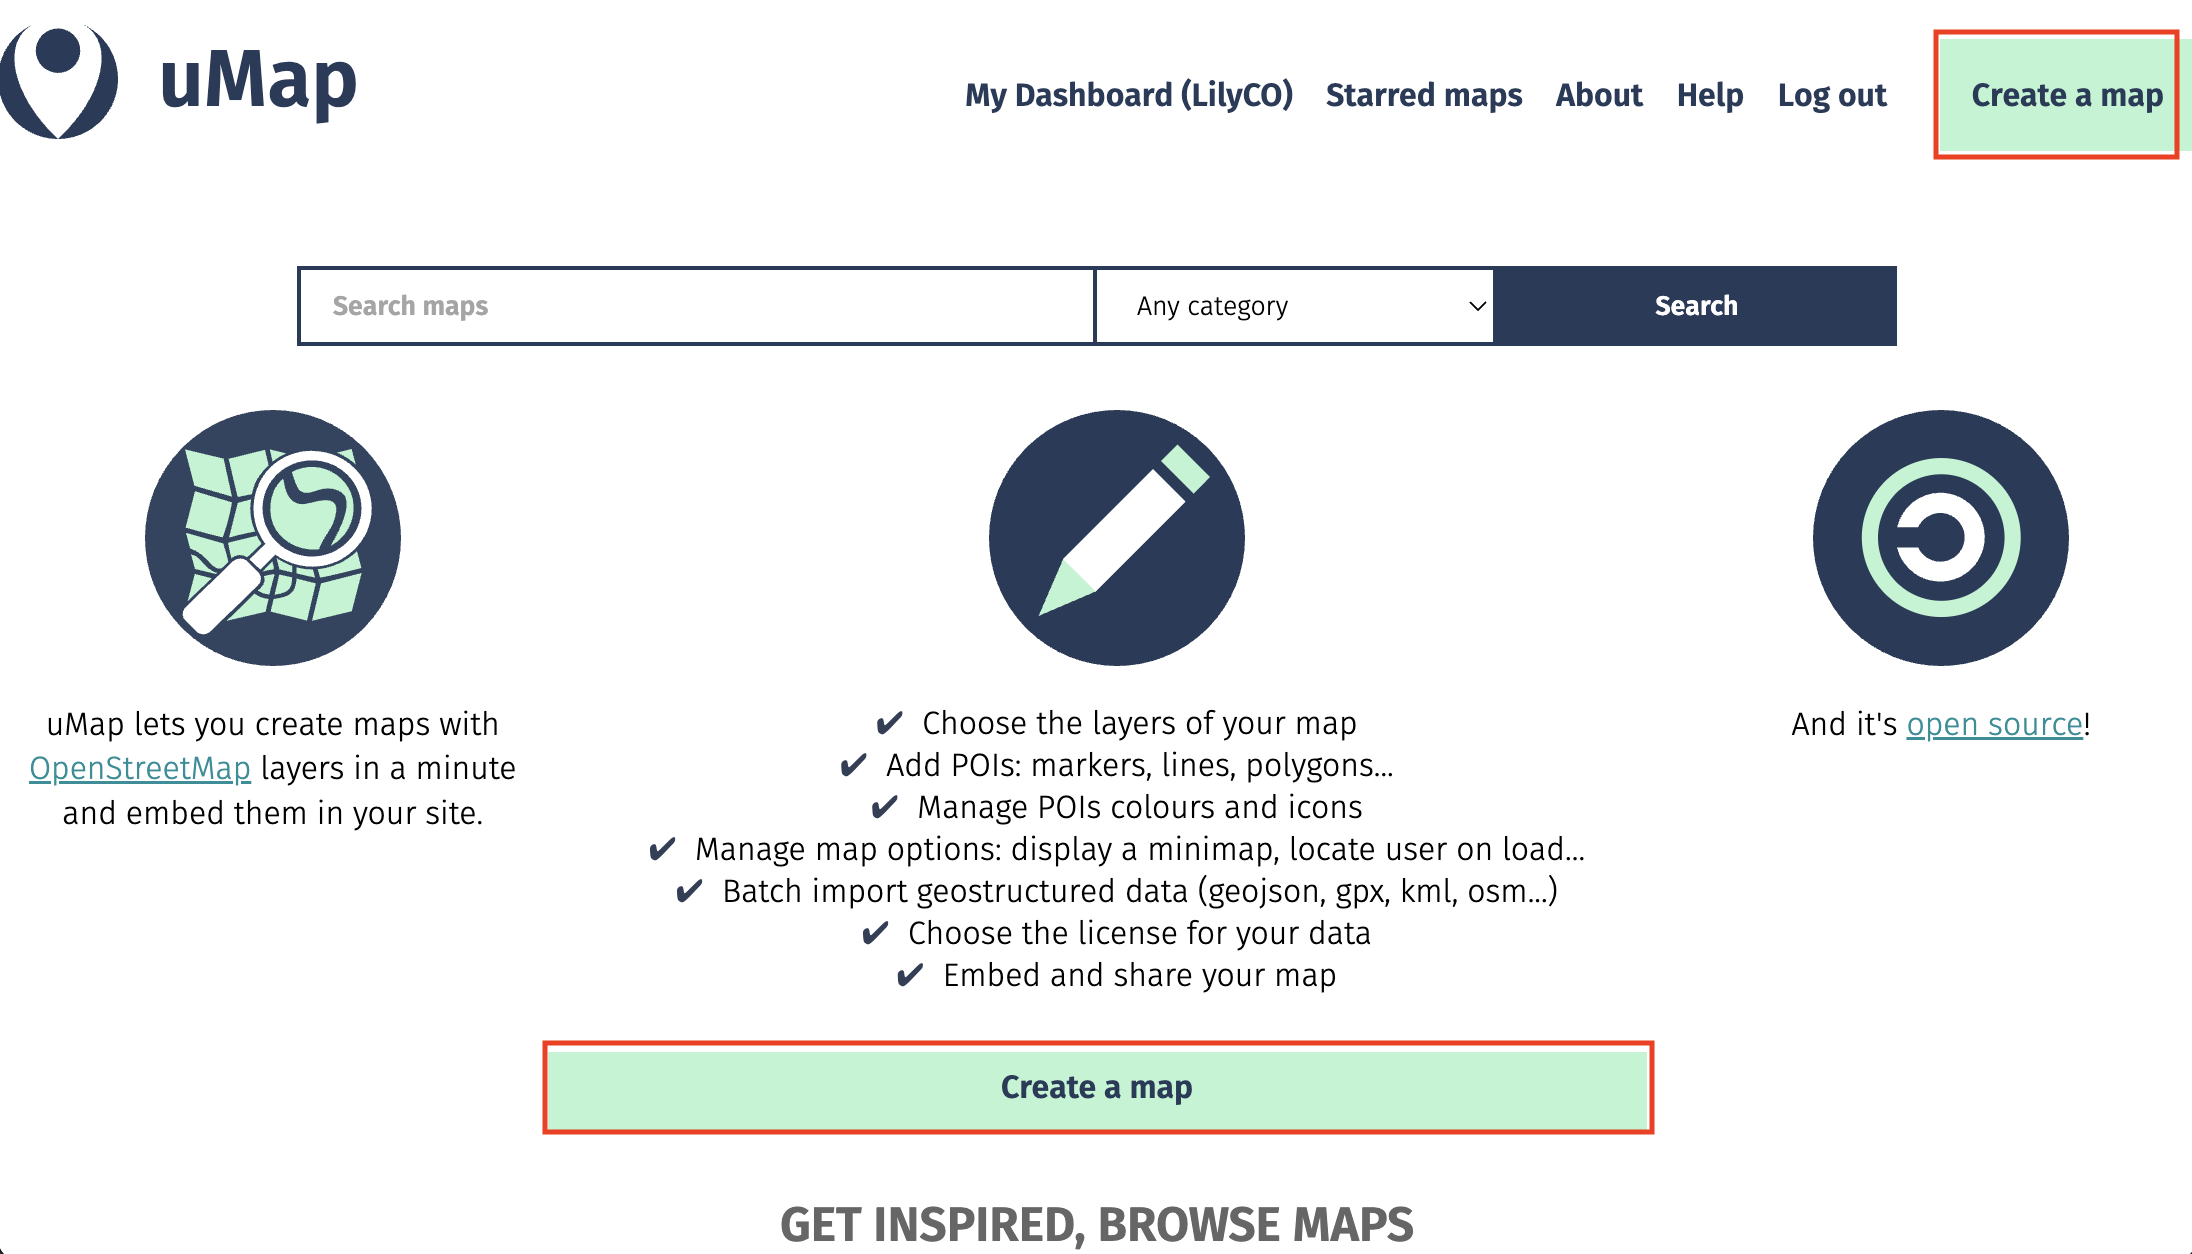 uMap
My Dashboard (LilyCO) Starred maps About Help Log out Create a map
Search maps Any category Search
uMap lets you create maps with
OpenStreetMap layers in a minute
and embed them in your site.
✔ Choose the layers of your map
✔ Add POIs: markers, lines, polygons…
✔ Manage POIs colours and icons
✔ Manage map options: display a minimap, locate user on load…
✔ Batch import geostructured data (geojson, gpx, kml, osm…)
✔ Choose the license for your data
✔ Embed and share your map
And it's open source!
Create a map
GET INSPIRED, BROWSE MAPS